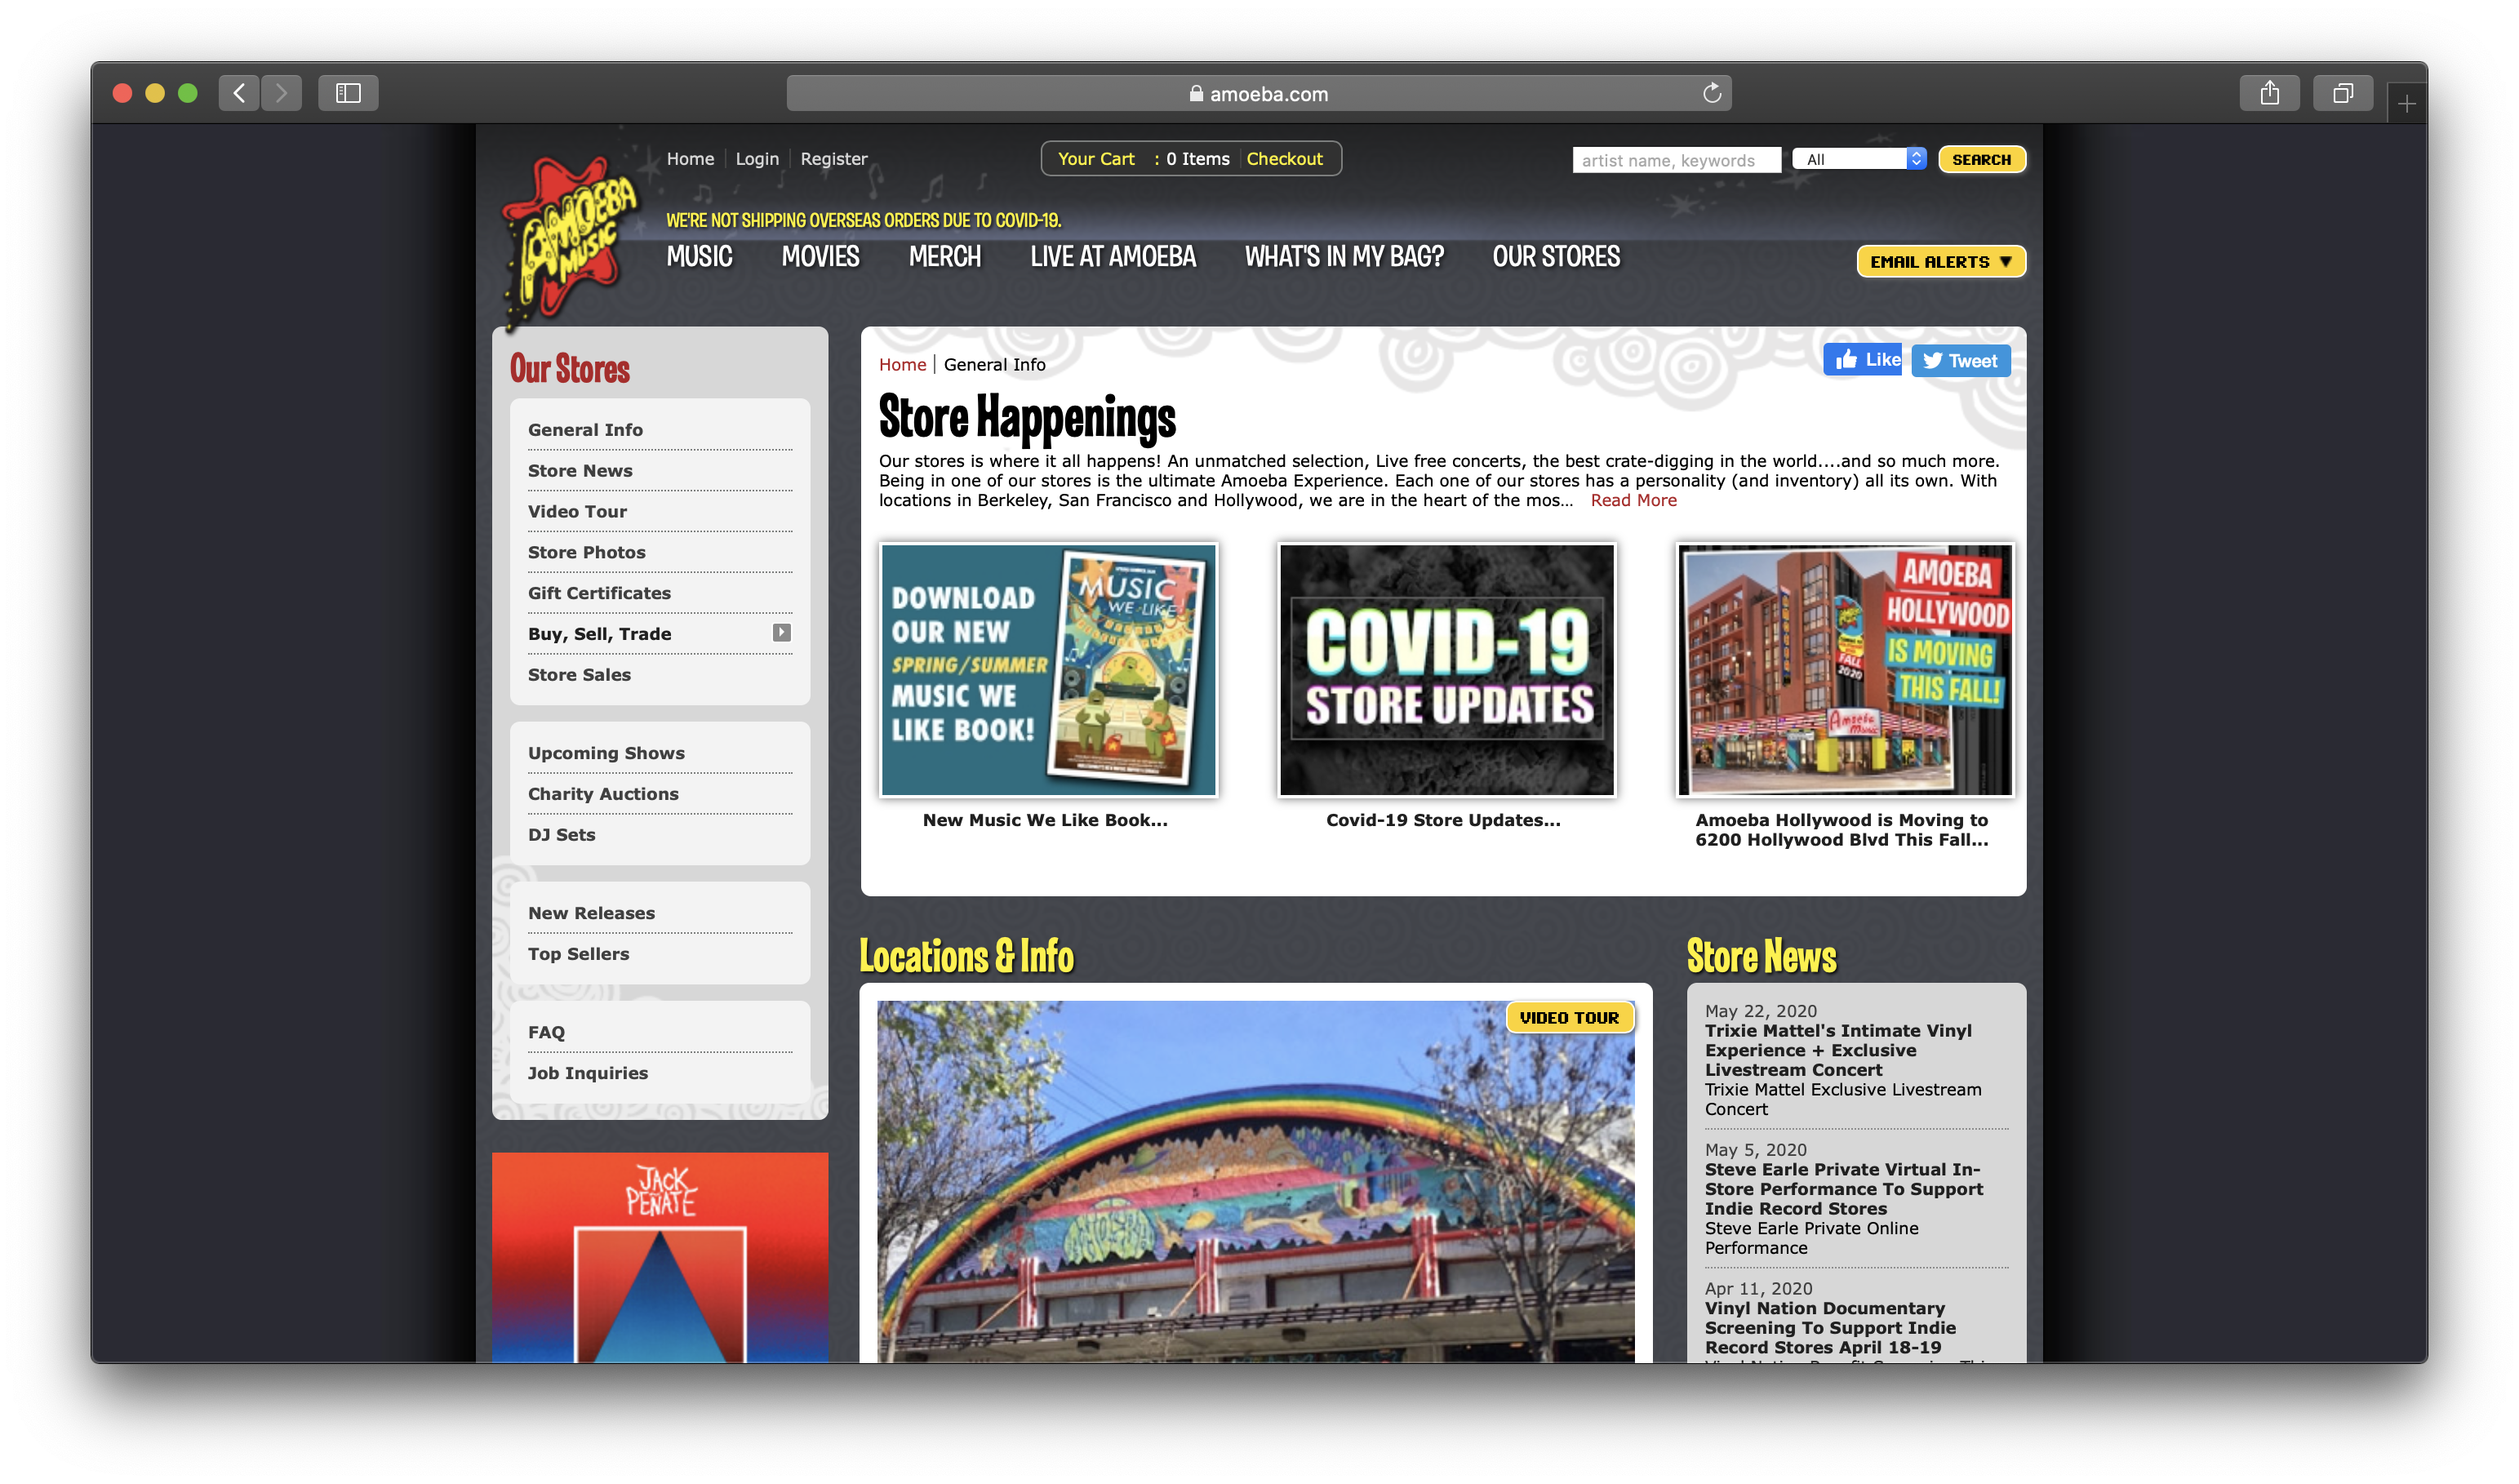 amoeba.com
Home
Login
Register
Your Cart : 0 Items
Checkout
artist name, keywords
All
SEARCH
AMOEBA
MUSIC
WE'RE NOT SHIPPING OVERSEAS ORDERS DUE TO COVID-19.
MUSIC
MOVIES
MERCH
LIVE AT AMOEBA
WHAT'S IN MY BAG?
OUR STORES
EMAIL ALERTS
Our Stores
General Info
Store News
Video Tour
Store Photos
Gift Certificates
Buy, Sell, Trade
Store Sales
Upcoming Shows
Charity Auctions
DJ Sets
New Releases
Top Sellers
FAQ
Job Inquiries
JACK
PEÑATE
Home | General Info
Like
Tweet
Store Happenings
Our stores is where it all happens! An unmatched selection, Live free concerts, the best crate-digging in the world....and so much more.
Being in one of our stores is the ultimate Amoeba Experience. Each one of our stores has a personality (and inventory) all its own. With
locations in Berkeley, San Francisco and Hollywood, we are in the heart of the mos... Read More
DOWNLOAD
OUR NEW
SPRING/SUMMER
MUSIC WE
LIKE BOOK!
MUSIC
WE LIKE
New Music We Like Book...
COVID-19
STORE UPDATES
Covid-19 Store Updates...
AMOEBA
HOLLYWOOD
IS MOVING
THIS FALL!
FALL
2020
Amoeba
Music
Amoeba Hollywood is Moving to
6200 Hollywood Blvd This Fall...
Locations & Info
VIDEO TOUR
AMOEBA
Store News
May 22, 2020
Trixie Mattel's Intimate Vinyl
Experience + Exclusive
Livestream Concert
Trixie Mattel Exclusive Livestream
Concert
May 5, 2020
Steve Earle Private Virtual In-
Store Performance To Support
Indie Record Stores
Steve Earle Private Online
Performance
Apr 11, 2020
Vinyl Nation Documentary
Screening To Support Indie
Record Stores April 18-19